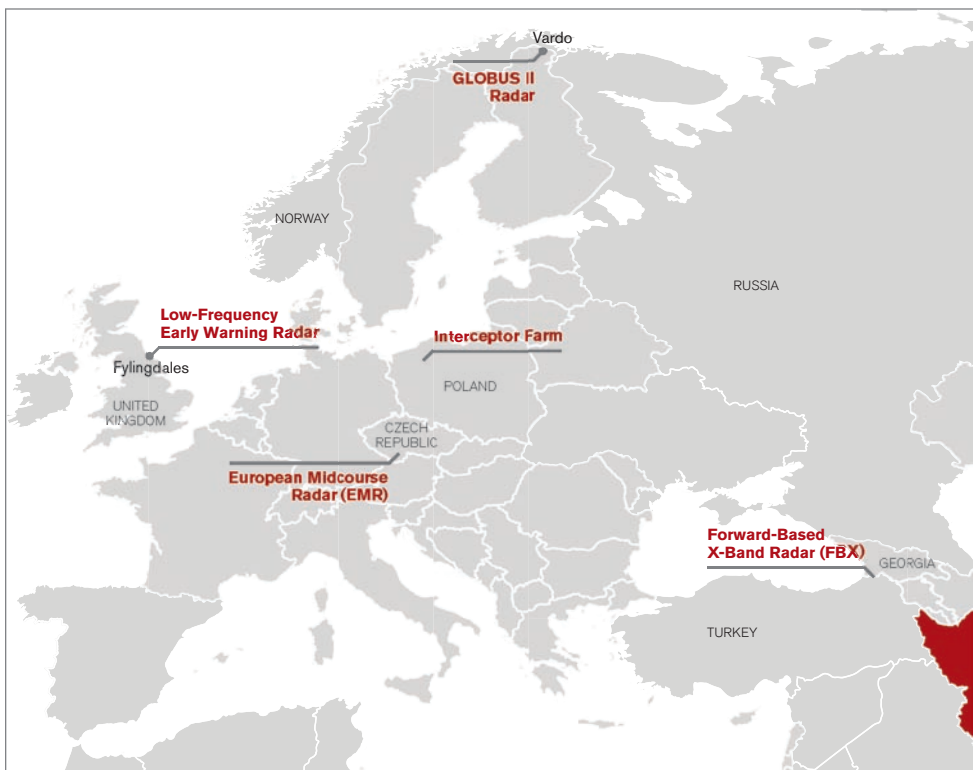 Vardo
GLOBUS II
Radar
NORWAY
RUSSIA
Low-Frequency
Early Warning Radar
Interceptor Farm
Fylingdales
POLAND
UNITED
KINGDOM
CZECH
REPUBLIC
European Midcourse
Radar (EMR)
Forward-Based
X-Band Radar (FBX)
GEORGIA
TURKEY